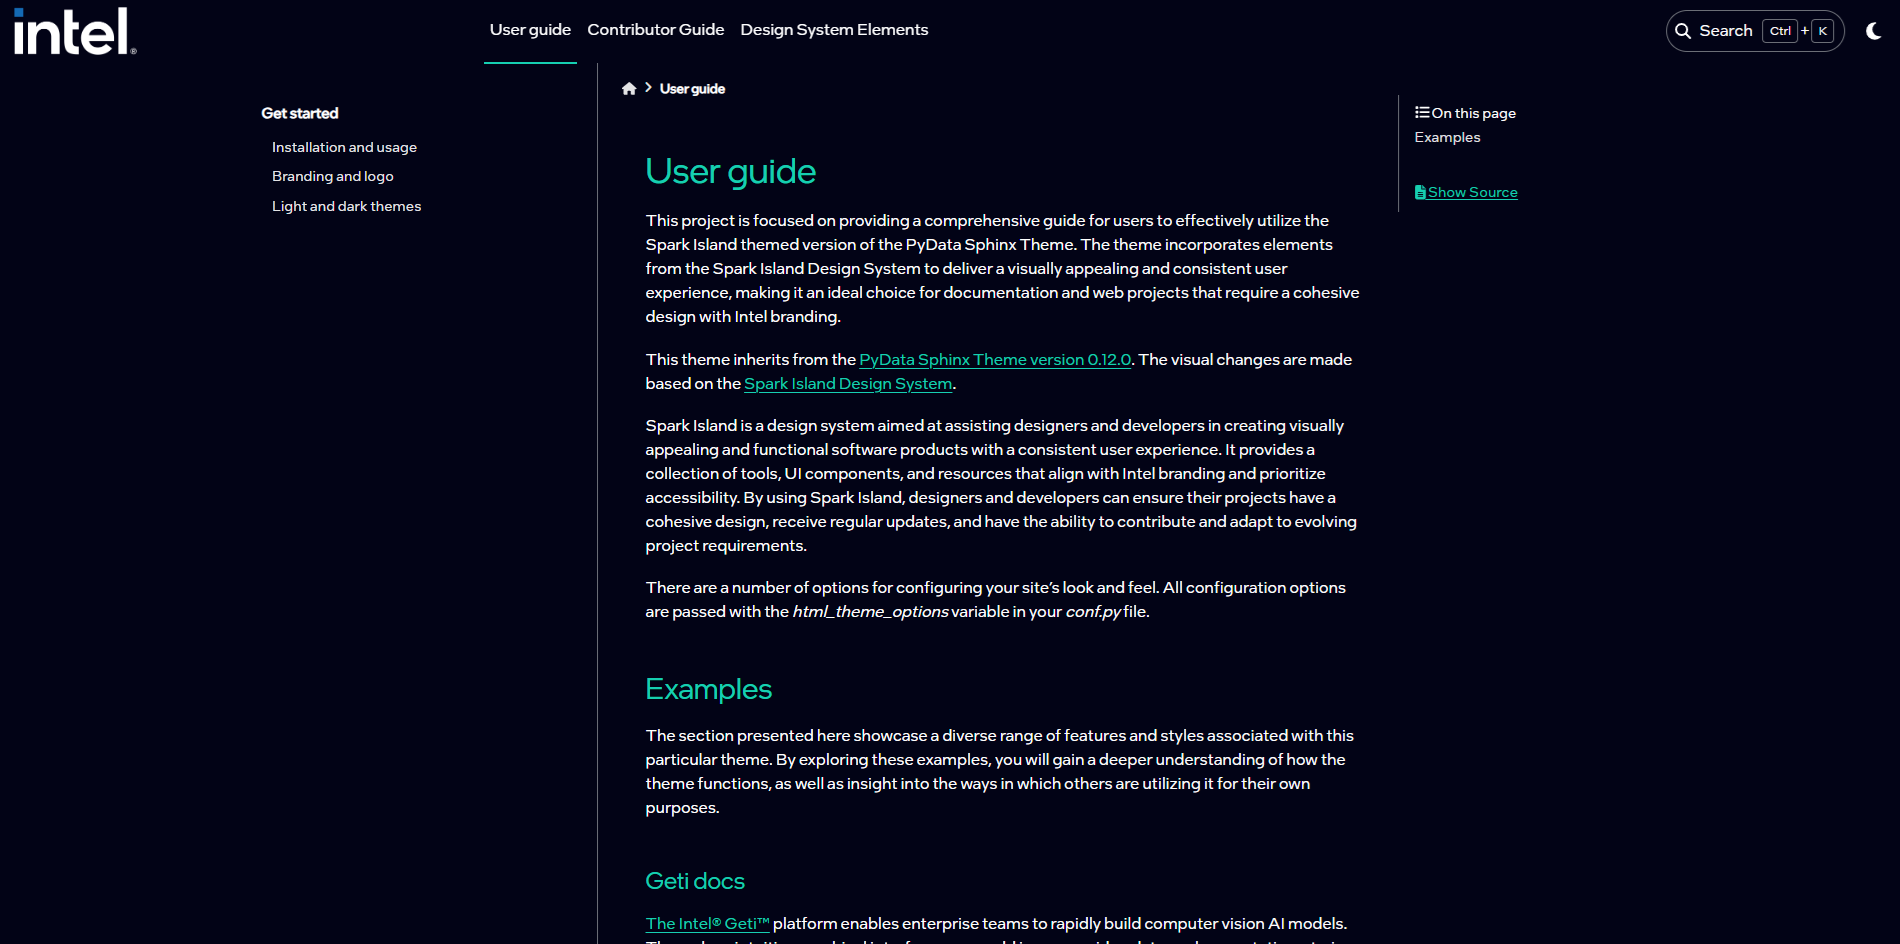 intel®
User guide Contributor Guide Design System Elements
Search Ctrl + K
Get started
Installation and usage
Branding and logo
Light and dark themes
User guide
User guide
This project is focused on providing a comprehensive guide for users to effectively utilize the
Spark Island themed version of the PyData Sphinx Theme. The theme incorporates elements
from the Spark Island Design System to deliver a visually appealing and consistent user
experience, making it an ideal choice for documentation and web projects that require a cohesive
design with Intel branding.
This theme inherits from the PyData Sphinx Theme version 0.12.0. The visual changes are made
based on the Spark Island Design System.
Spark Island is a design system aimed at assisting designers and developers in creating visually
appealing and functional software products with a consistent user experience. It provides a
collection of tools, UI components, and resources that align with Intel branding and prioritize
accessibility. By using Spark Island, designers and developers can ensure their projects have a
cohesive design, receive regular updates, and have the ability to contribute and adapt to evolving
project requirements.
There are a number of options for configuring your site’s look and feel. All configuration options
are passed with the html_theme_options variable in your conf.py file.
Examples
The section presented here showcase a diverse range of features and styles associated with this
particular theme. By exploring these examples, you will gain a deeper understanding of how the
theme functions, as well as insight into the ways in which others are utilizing it for their own
purposes.
Geti docs
The Intel® Geti™ platform enables enterprise teams to rapidly build computer vision AI models.
On this page
Examples
Show Source